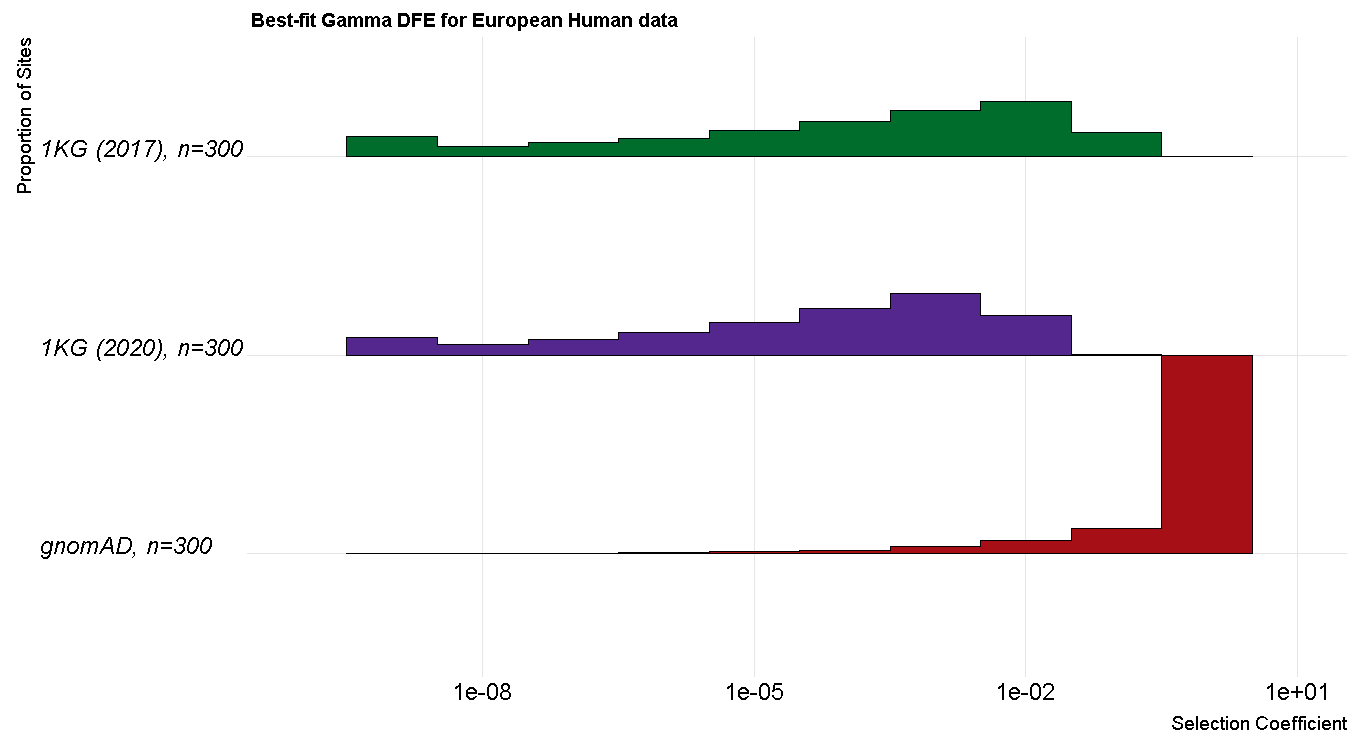 Best-fit Gamma DFE for European Human data
Proportion of Sites
1KG (2017), n=300
1KG (2020), n=300
gnomAD, n=300
1e-08 1e-05 1e-02 1e+01
Selection Coefficient